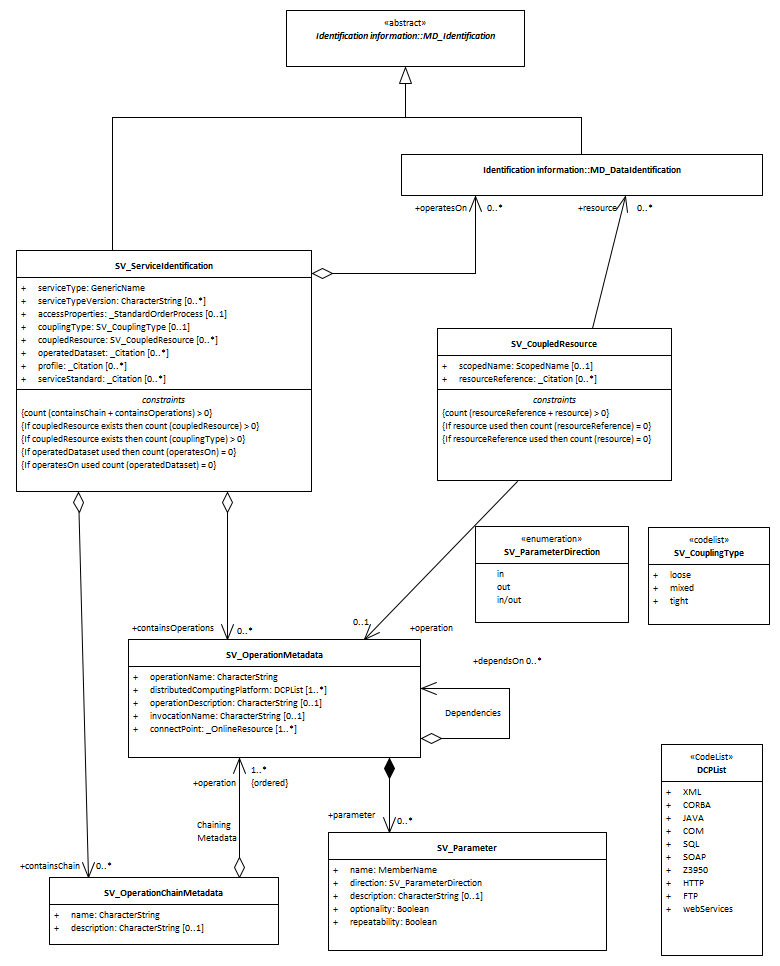 «abstract»
Identification information::MD_Identification
Identification information::MD_DataIdentification
+operatesOn 0..*
+resource 0..*
SV_ServiceIdentification
+ serviceType: GenericName
+ serviceTypeVersion: CharacterString [0..*]
+ accessProperties: _StandardOrderProcess [0..1]
+ couplingType: SV_CouplingType [0..1]
+ coupledResource: SV_CoupledResource [0..*]
+ operatedDataset: _Citation [0..*]
+ profile: _Citation [0..*]
+ serviceStandard: _Citation [0..*]
constraints
{count (containsChain + containsOperations) > 0}
{If coupledResource exists then count (coupledResource) > 0}
{If coupledResource exists then count (couplingType) > 0}
{If operatedDataset used then count (operatesOn) = 0}
{If operatesOn used count (operatedDataset) = 0}
SV_CoupledResource
+ scopedName: ScopedName [0..1]
+ resourceReference: _Citation [0..*]
constraints
{count (resourceReference + resource) > 0}
{If resource used then count (resourceReference) = 0}
{If resourceReference used then count (resource) = 0}
«enumeration»
SV_ParameterDirection
in
out
in/out
«codelist»
SV_CouplingType
+ loose
+ mixed
+ tight
+containsOperations 0..*
0..1 +operation
SV_OperationMetadata
+ operationName: CharacterString
+ distributedComputingPlatform: DCPList [1..*]
+ operationDescription: CharacterString [0..1]
+ invocationName: CharacterString [0..1]
+ connectPoint: _OnlineResource [1..*]
+dependsOn 0..*
Dependencies
+operation 1..*
{ordered}
Chaining
Metadata
+parameter 0..*
+containsChain 0..*
SV_OperationChainMetadata
+ name: CharacterString
+ description: CharacterString [0..1]
SV_Parameter
+ name: MemberName
+ direction: SV_ParameterDirection
+ description: CharacterString [0..1]
+ optionality: Boolean
+ repeatability: Boolean
«CodeList»
DCPList
+ XML
+ CORBA
+ JAVA
+ COM
+ SQL
+ SOAP
+ Z3950
+ HTTP
+ FTP
+ webServices